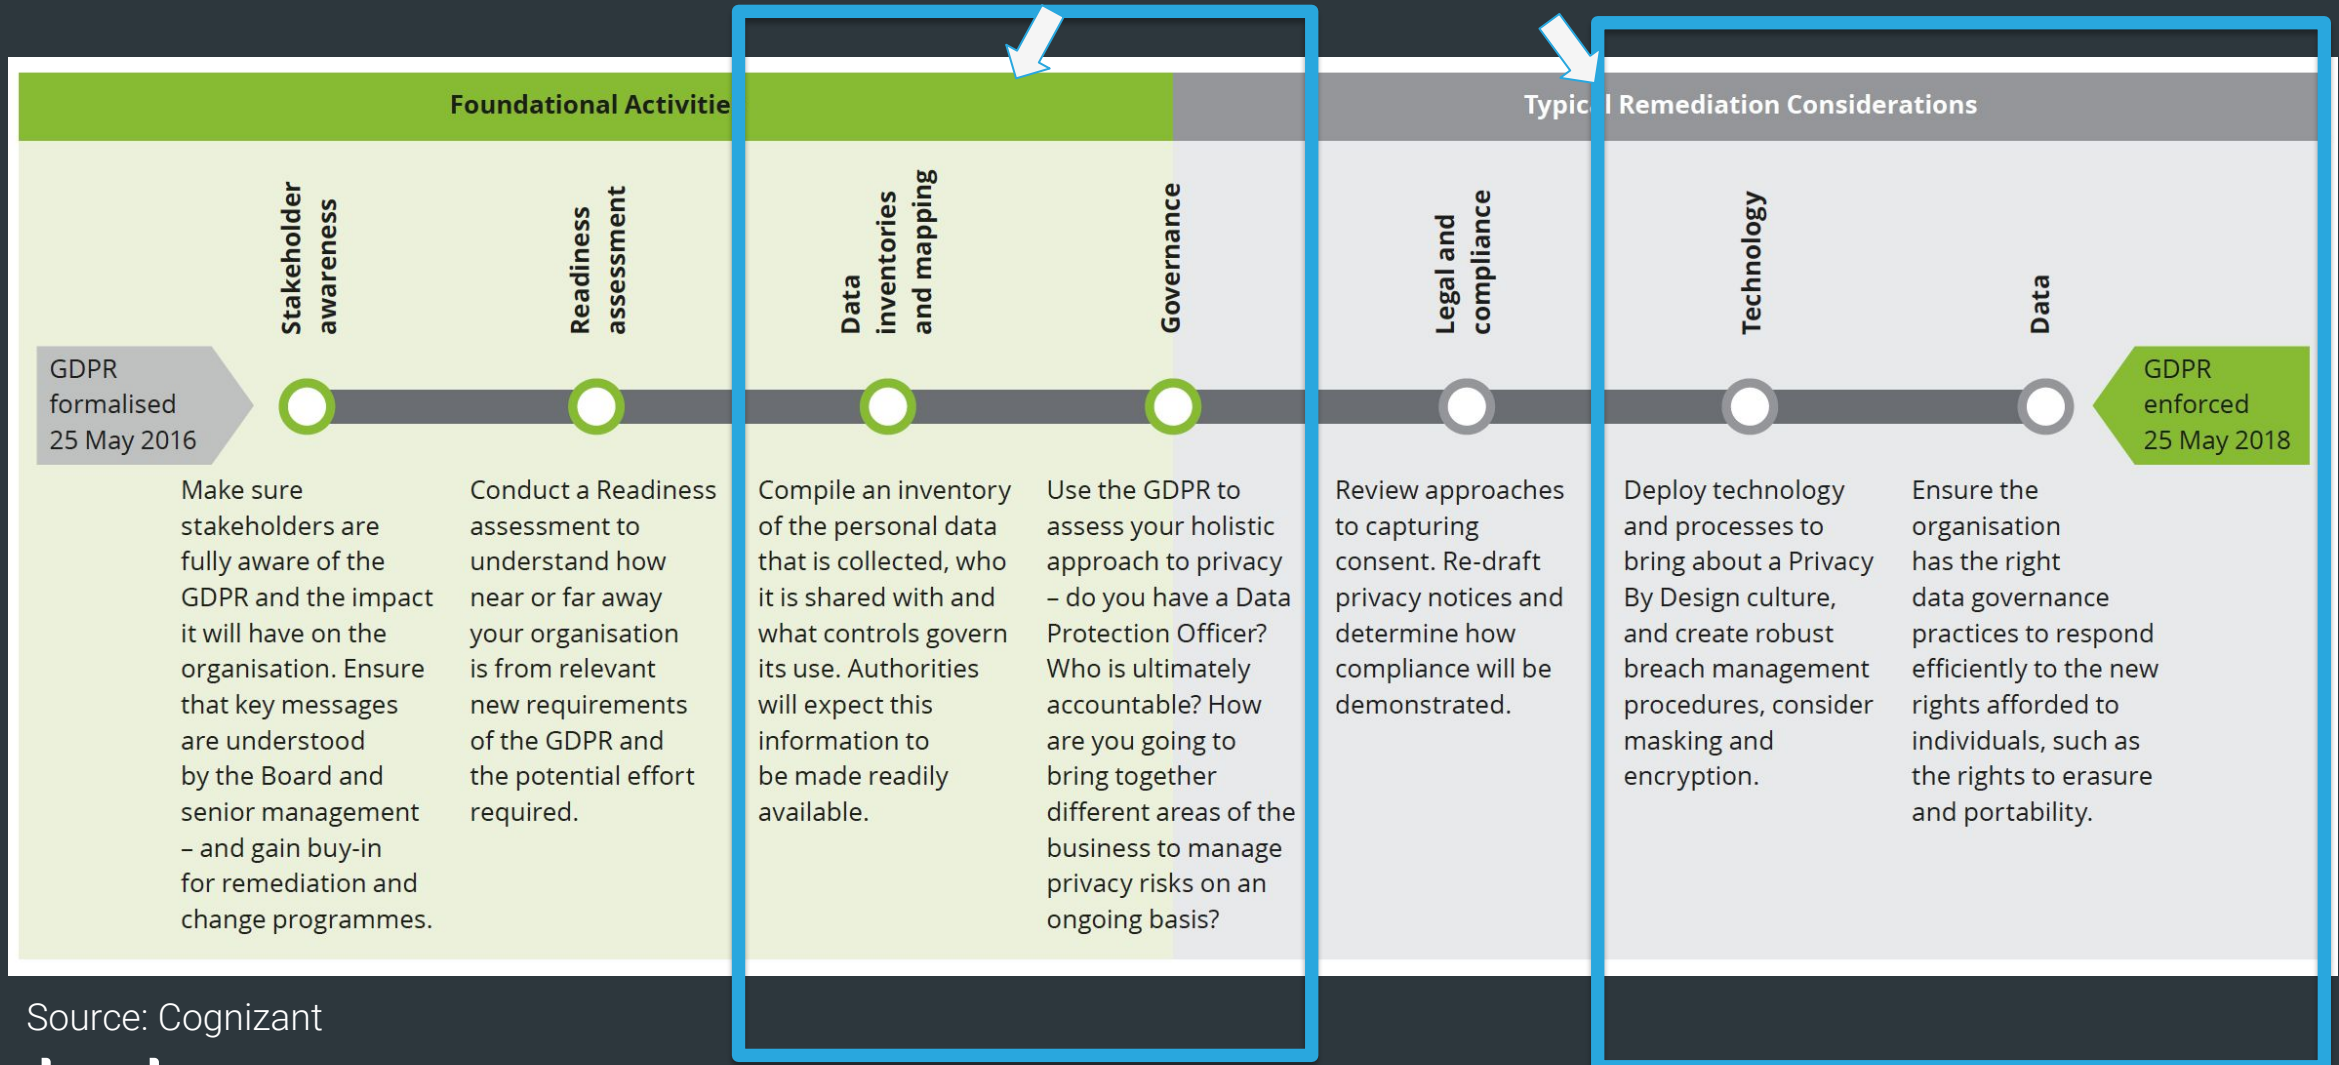 Foundational Activitie
Typic l Remediation Considerations
Stakeholder
awareness
Readiness
assessment
Data
inventories
and mapping
Governance
Legal and
compliance
Technology
Data
GDPR
formalised
25 May 2016
GDPR
enforced
25 May 2018
Make sure
stakeholders are
fully aware of the
GDPR and the impact
it will have on the
organisation. Ensure
that key messages
are understood
by the Board and
senior management
– and gain buy-in
for remediation and
change programmes.
Conduct a Readiness
assessment to
understand how
near or far away
your organisation
is from relevant
new requirements
of the GDPR and
the potential effort
required.
Compile an inventory
of the personal data
that is collected, who
it is shared with and
what controls govern
its use. Authorities
will expect this
information to
be made readily
available.
Use the GDPR to
assess your holistic
approach to privacy
– do you have a Data
Protection Officer?
Who is ultimately
accountable? How
are you going to
bring together
different areas of the
business to manage
privacy risks on an
ongoing basis?
Review approaches
to capturing
consent. Re-draft
privacy notices and
determine how
compliance will be
demonstrated.
Deploy technology
and processes to
bring about a Privacy
By Design culture,
and create robust
breach management
procedures, consider
masking and
encryption.
Ensure the
organisation
has the right
data governance
practices to respond
efficiently to the new
rights afforded to
individuals, such as
the rights to erasure
and portability.
Source: Cognizant